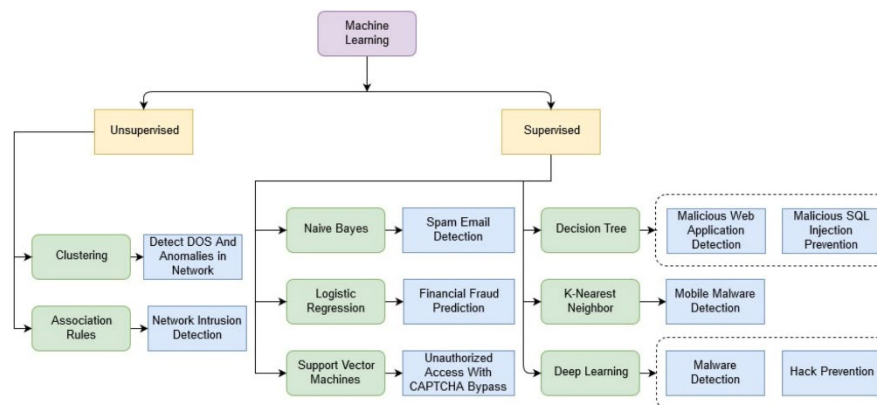 Machine
Learning
Unsupervised
Supervised
Clustering
Detect DOS And
Anomalies in
Network
Association
Rules
Network Intrusion
Detection
Naive Bayes
Spam Email
Detection
Logistic
Regression
Financial Fraud
Prediction
Support Vector
Machines
Unauthorized
Access With
CAPTCHA Bypass
Decision Tree
Malicious Web
Application
Detection
Malicious SQL
Injection
Prevention
K-Nearest
Neighbor
Mobile Malware
Detection
Deep Learning
Malware
Detection
Hack Prevention